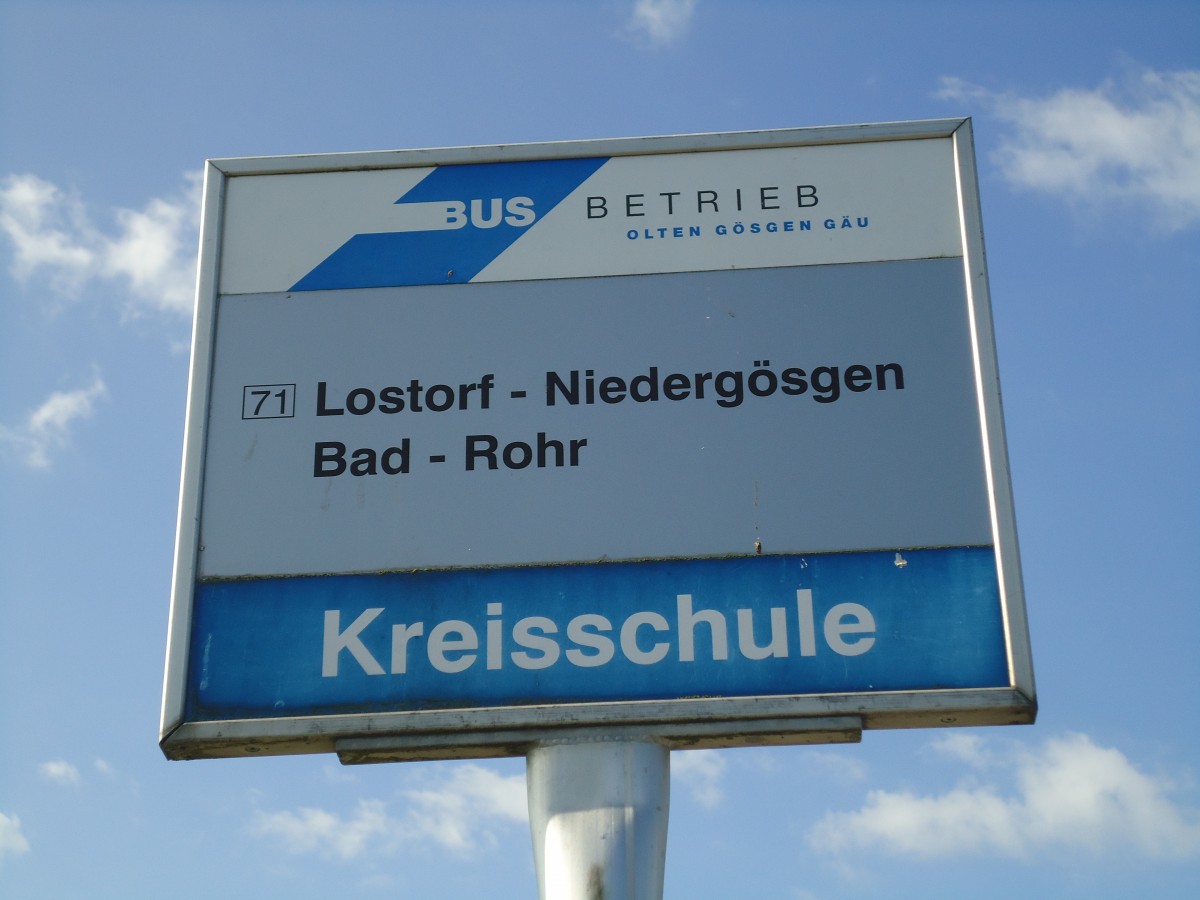 BUS BETRIEB
OLTEN GÖSGEN GÄU
71 Lostorf - Niedergösgen
Bad - Rohr
Kreisschule